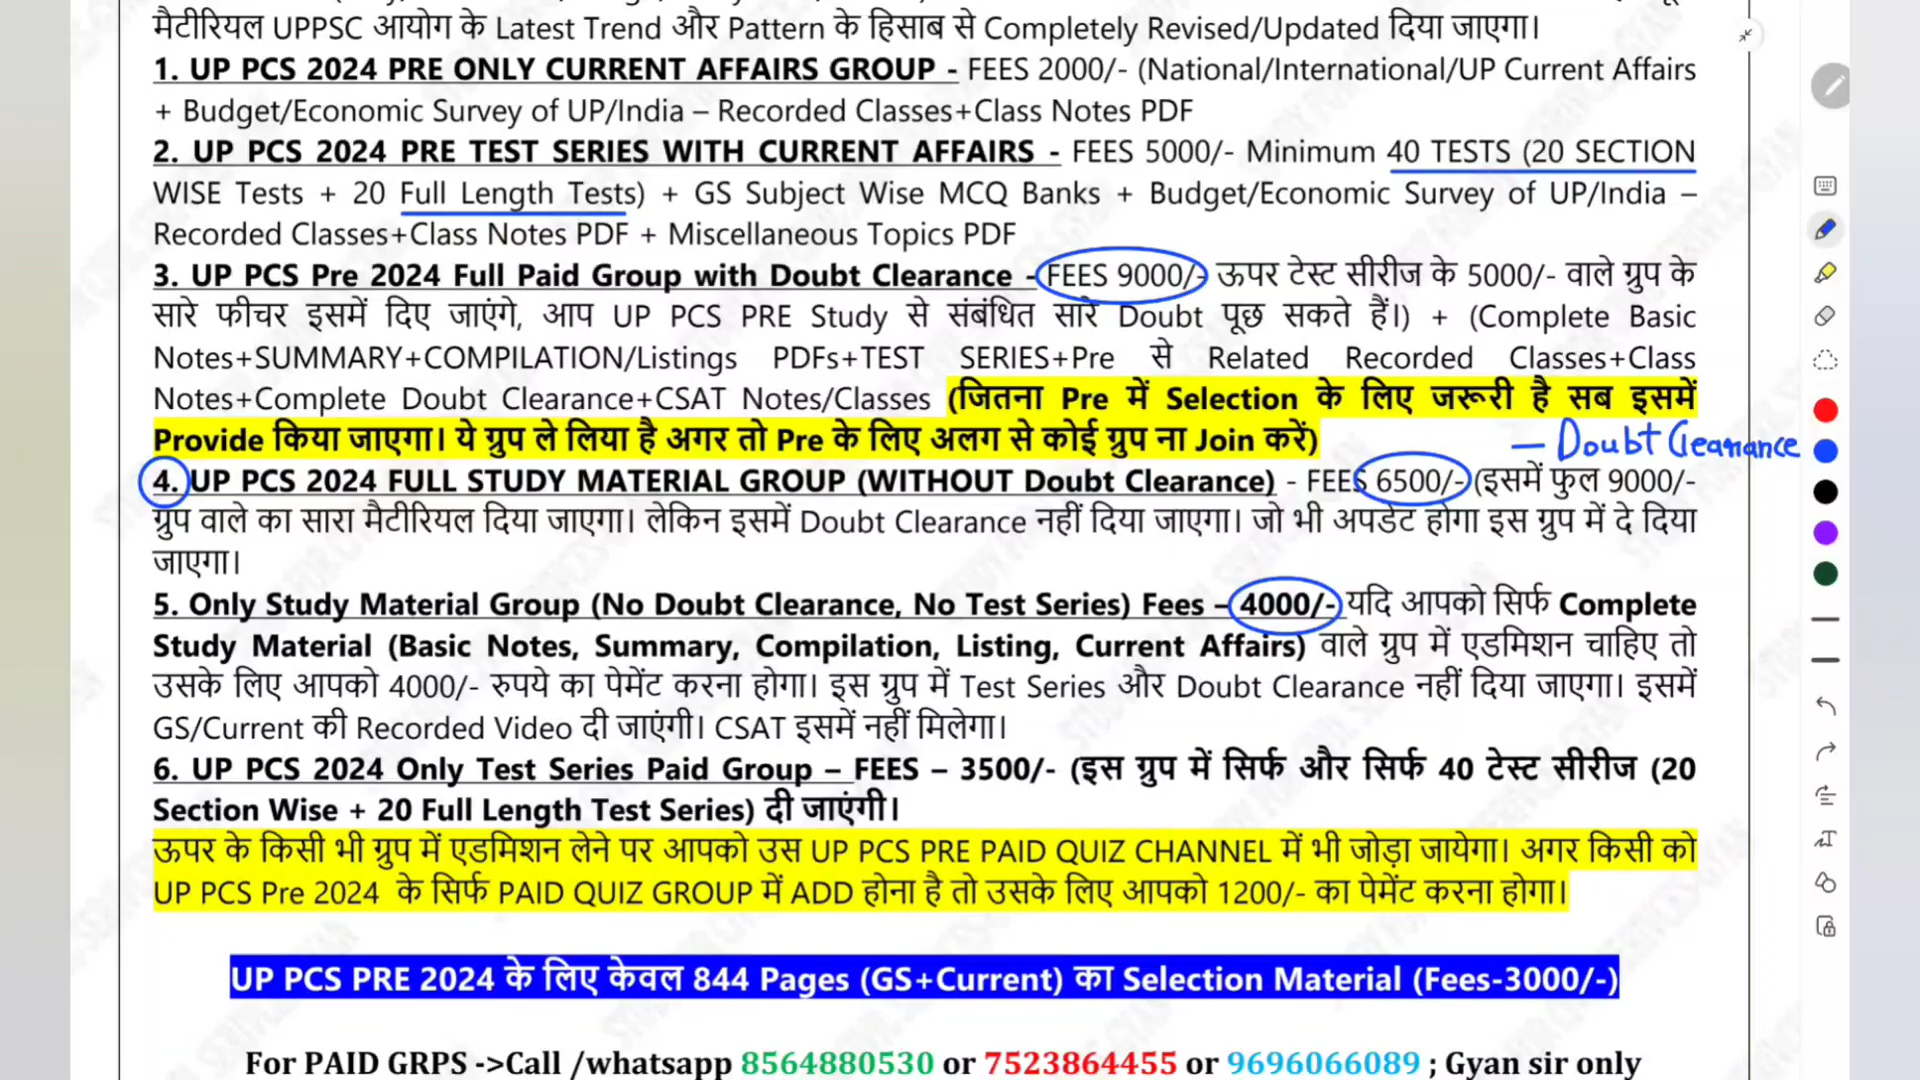 मैटीरियल UPPSC आयोग के Latest Trend और Pattern के हिसाब से Completely Revised/Updated दिया जाएगा।
1. UP PCS 2024 PRE ONLY CURRENT AFFAIRS GROUP - FEES 2000/- (National/International/UP Current Affairs
+ Budget/Economic Survey of UP/India – Recorded Classes+Class Notes PDF
2. UP PCS 2024 PRE TEST SERIES WITH CURRENT AFFAIRS - FEES 5000/- Minimum 40 TESTS (20 SECTION
WISE Tests + 20 Full Length Tests) + GS Subject Wise MCQ Banks + Budget/Economic Survey of UP/India –
Recorded Classes+Class Notes PDF + Miscellaneous Topics PDF
3. UP PCS Pre 2024 Full Paid Group with Doubt Clearance - FEES 9000/- ऊपर टेस्ट सीरीज के 5000/- वाले ग्रुप के
सारे फीचर इसमें दिए जाएंगे, आप UP PCS PRE Study से संबंधित सारे Doubt पूछ सकते हैं।) + (Complete Basic
Notes+SUMMARY+COMPILATION/Listings PDFs+TEST SERIES+Pre से Related Recorded Classes+Class
Notes+Complete Doubt Clearance+CSAT Notes/Classes (जितना Pre में Selection के लिए जरूरी है सब इसमें
Provide किया जाएगा। ये ग्रुप ले लिया है अगर तो Pre के लिए अलग से कोई ग्रुप ना Join करें)
— Doubt Clearance
4. UP PCS 2024 FULL STUDY MATERIAL GROUP (WITHOUT Doubt Clearance) - FEES 6500/- (इसमें फुल 9000/-
ग्रुप वाले का सारा मैटीरियल दिया जाएगा। लेकिन इसमें Doubt Clearance नहीं दिया जाएगा। जो भी अपडेट होगा इस ग्रुप में दे दिया
जाएगा।
5. Only Study Material Group (No Doubt Clearance, No Test Series) Fees – 4000/- यदि आपको सिर्फ Complete
Study Material (Basic Notes, Summary, Compilation, Listing, Current Affairs) वाले ग्रुप में एडमिशन चाहिए तो
उसके लिए आपको 4000/- रुपये का पेमेंट करना होगा। इस ग्रुप में Test Series और Doubt Clearance नहीं दिया जाएगा। इसमें
GS/Current की Recorded Video दी जाएंगी। CSAT इसमें नहीं मिलेगा।
6. UP PCS 2024 Only Test Series Paid Group – FEES – 3500/- (इस ग्रुप में सिर्फ और सिर्फ 40 टेस्ट सीरीज (20
Section Wise + 20 Full Length Test Series) दी जाएंगी।
ऊपर के किसी भी ग्रुप में एडमिशन लेने पर आपको उस UP PCS PRE PAID QUIZ CHANNEL में भी जोड़ा जायेगा। अगर किसी को
UP PCS Pre 2024 के सिर्फ PAID QUIZ GROUP में ADD होना है तो उसके लिए आपको 1200/- का पेमेंट करना होगा।
UP PCS PRE 2024 के लिए केवल 844 Pages (GS+Current) का Selection Material (Fees-3000/-)
For PAID GRPS ->Call /whatsapp 8564880530 or 7523864455 or 9696066089 ; Gyan sir only